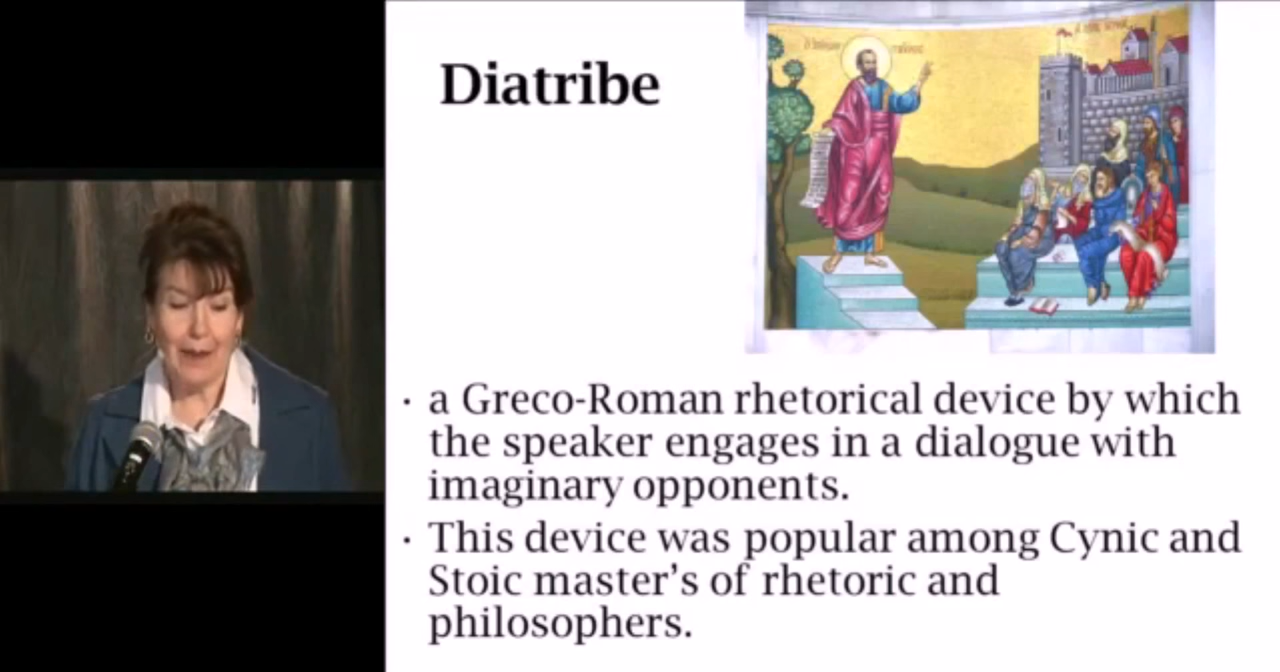 Diatribe
· a Greco-Roman rhetorical device by which
the speaker engages in a dialogue with
imaginary opponents.
· This device was popular among Cynic and
Stoic master's of rhetoric and
philosophers.